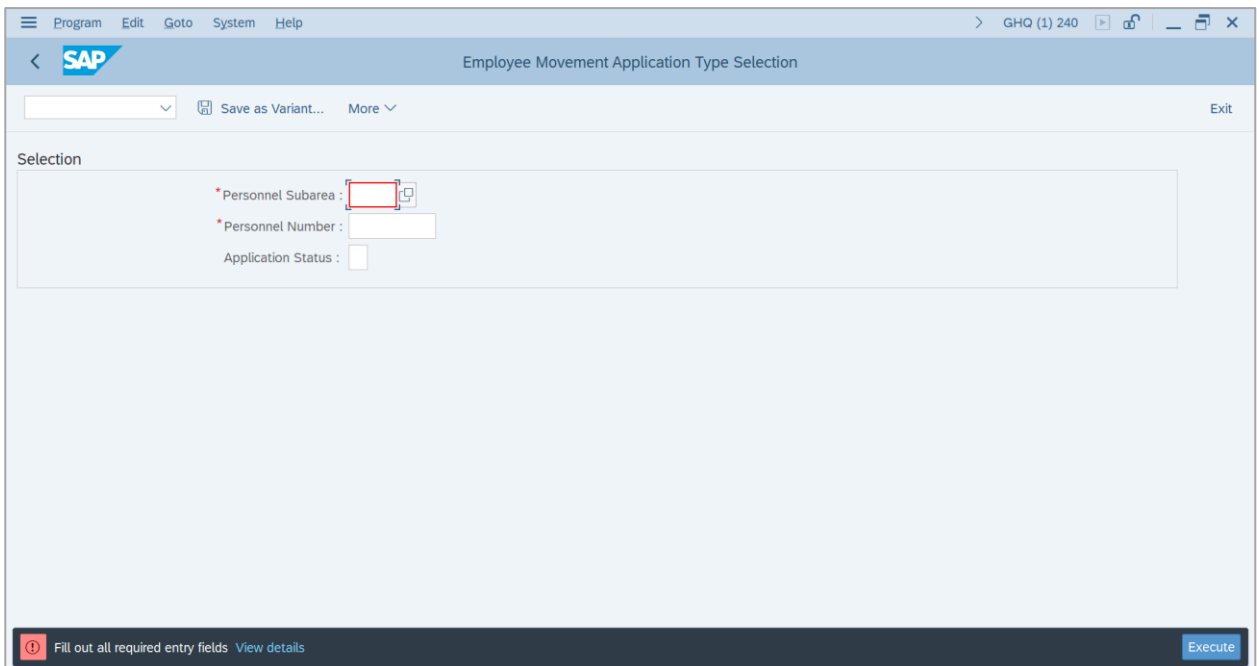 Program Edit Goto System Help GHQ (1) 240
SAP Employee Movement Application Type Selection
Save as Variant... More Exit
Selection
*Personnel Subarea :
*Personnel Number :
Application Status :
Fill out all required entry fields View details Execute